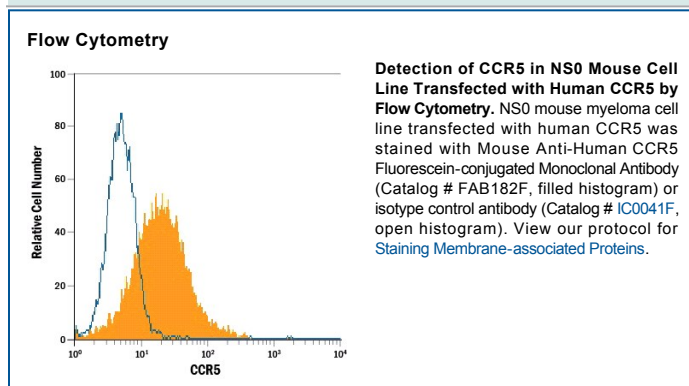 Flow Cytometry
Detection of CCR5 in NS0 Mouse Cell
Line Transfected with Human CCR5 by
Flow Cytometry. NS0 mouse myeloma cell
line transfected with human CCR5 was
stained with Mouse Anti-Human CCR5
Fluorescein-conjugated Monoclonal Antibody
(Catalog # FAB182F, filled histogram) or
isotype control antibody (Catalog # IC0041F,
open histogram). View our protocol for
Staining Membrane-associated Proteins.
Relative Cell Number
100
80
60
40
20
0
10⁰ 10¹ 10² 10³ 10⁴
CCR5